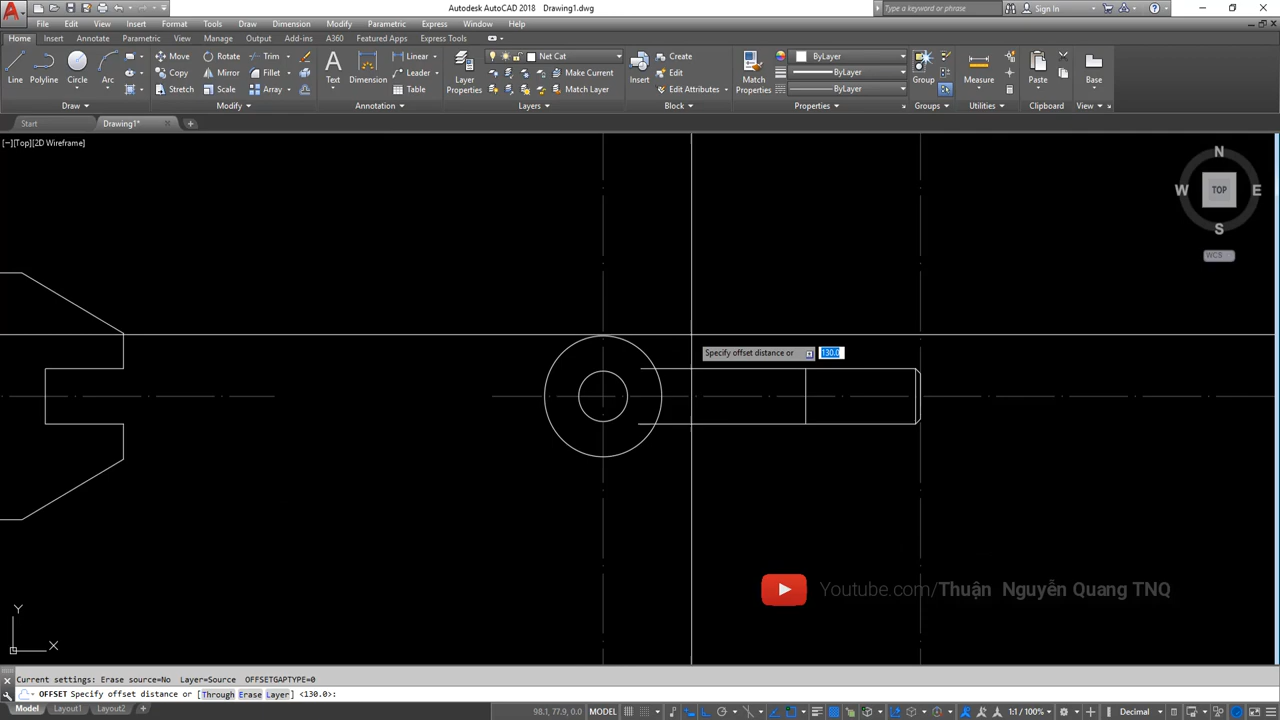 Autodesk AutoCAD 2018 Drawing1.dwg
Type a keyword or phrase
Sign In
File Edit View Insert Format Tools Draw Dimension Modify Parametric Express Window Help
Home Insert Annotate Parametric View Manage Output Add-ins A360 Featured Apps Express Tools
Line Polyline Circle Arc
Move Rotate Trim
Copy Mirror Fillet
Stretch Scale Array
Text Dimension
Linear
Leader
Table
Layer Properties
Net Cat
Make Current
Match Layer
Insert
Create
Edit
Edit Attributes
Match Properties
ByLayer
ByLayer
ByLayer
Group
Measure
Paste
Base
Draw Modify Annotation Layers Block Properties Groups Utilities Clipboard View
Start Drawing1*
[−][Top][2D Wireframe]
N
W TOP E
S
WCS
Specify offset distance or 130.0
Youtube.com/Thuận Nguyễn Quang TNQ
Y
X
Current settings: Erase source=No Layer=Source OFFSETGAPTYPE=0
OFFSET Specify offset distance or [Through Erase Layer] <130.0>:
Model Layout1 Layout2
98.1, 77.9, 0.0 MODEL 1:1 / 100% Decimal